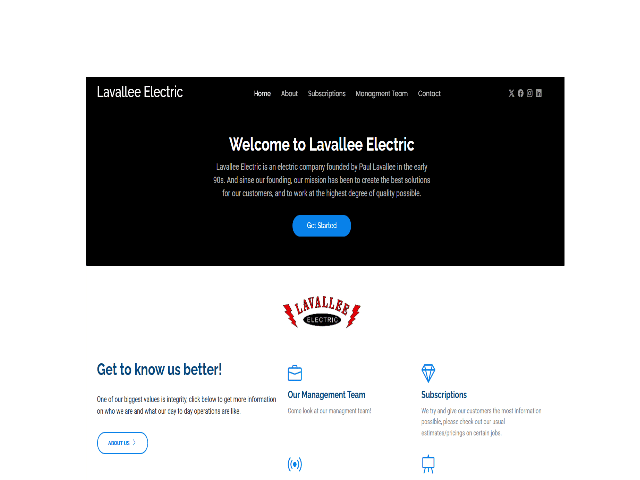 Lavallee Electric
Home About Subscriptions Managment Team Contact
Welcome to Lavallee Electric
Lavallee Electric is an electric company founded by Paul Lavallee in the early
90s. And sinse our founding, our mission has been to create the best solutions
for our customers, and to work at the highest degree of quality possible.
Get Started
LAVALLEE
ELECTRIC
Get to know us better!
One of our biggest values is integrity, click below to get more information
on who we are and what our day to day operations are like.
ABOUT US
Our Management Team
Come look at our managment team!
Subscriptions
We try and give our customers the most information
possible, please check out our usual
estimates/pricings on certain jobs.